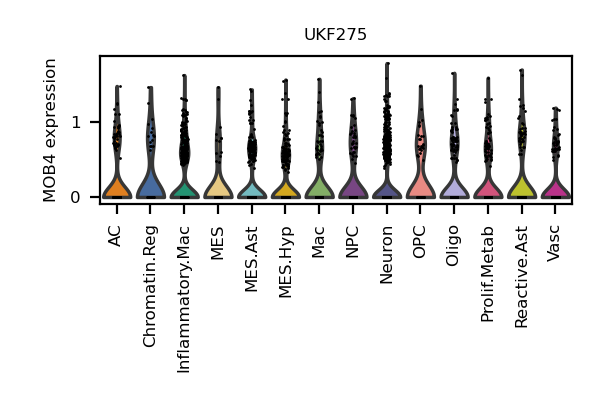 UKF275
MOB4 expression
1
0
AC
Chromatin.Reg
Inflammatory.Mac
MES
MES.Ast
MES.Hyp
Mac
NPC
Neuron
OPC
Oligo
Prolif.Metab
Reactive.Ast
Vasc